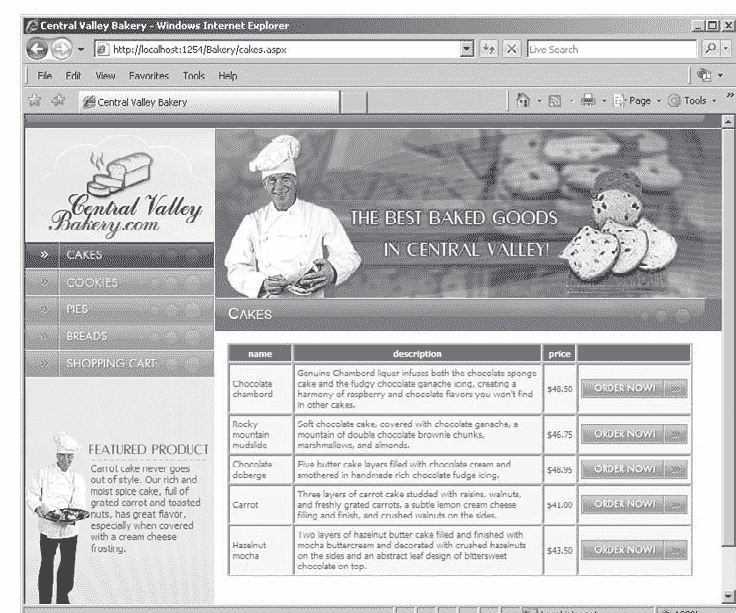 Central Valley Bakery - Windows Internet Explorer
http://localhost:1254/Bakery/cakes.aspx
Live Search
File Edit View Favorites Tools Help
Central Valley Bakery
Page Tools
Central Valley
Bakery.com
THE BEST BAKED GOODS
IN CENTRAL VALLEY!
CAKES
COOKIES
PIES
BREADS
SHOPPING CART
FEATURED PRODUCT
Carrot cake never goes
out of style. Our rich and
moist spice cake, full of
grated carrot and toasted
nuts, has great flavor,
especially when covered
with a cream cheese
frosting.
CAKES
name description price
Chocolate
chambord
Genuine Chambord liquer infuses both the chocolate sponge
cake and the fudgy chocolate ganache icing, creating a
harmony of raspberry and chocolate flavors you won't find
in other cakes.
$48.50
ORDER NOW!
Rocky
mountain
mudslide
Soft chocolate cake, covered with chocolate ganache, a
mountain of double chocolate brownie chunks,
marshmallows, and almonds.
$46.75
ORDER NOW!
Chocolate
doberge
Five butter cake layers filled with chocolate cream and
smothered in handmade rich chocolate fudge icing.
$48.95
ORDER NOW!
Carrot
Three layers of carrot cake studded with raisins, walnuts,
and freshly grated carrots, a subtle lemon cream cheese
filling and finish, and crushed walnuts on the sides.
$41.00
ORDER NOW!
Hazelnut
mocha
Two layers of hazelnut butter cake filled and finished with
mocha buttercream and decorated with crushed hazelnuts
on the sides and an abstract leaf design of bittersweet
chocolate on top.
$43.50
ORDER NOW!